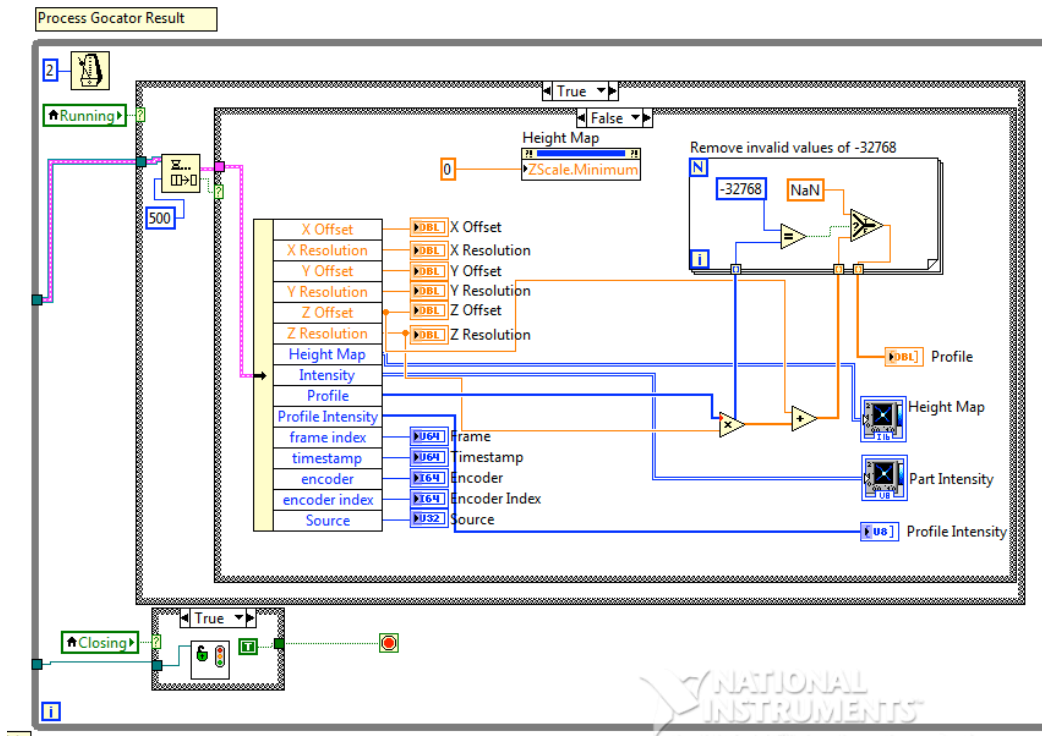 Process Gocator Result
2
True
Running
False
Height Map
Remove invalid values of -32768
0
ZScale.Minimum
N
-32768
NaN
500
=
i
X Offset
DBL
X Offset
X Resolution
DBL
X Resolution
Y Offset
DBL
Y Offset
Y Resolution
DBL
Y Resolution
Z Offset
DBL
Z Offset
Z Resolution
DBL
Z Resolution
Height Map
Intensity
Profile
Profile Intensity
DBL
Profile
Height Map
I16
x
+
frame index
U64
Frame
timestamp
U64
Timestamp
encoder
I64
Encoder
encoder index
I64
Encoder Index
Source
U32
Source
Part Intensity
U8
U8
Profile Intensity
True
Closing
T
i
NATIONAL
INSTRUMENTS™